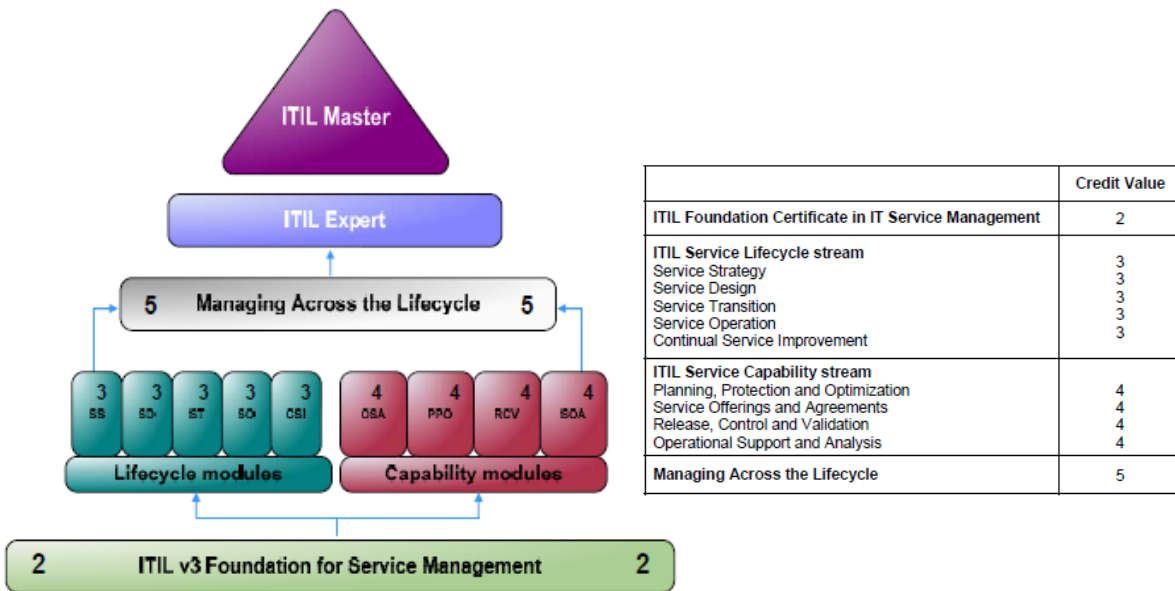 ITIL Master
ITIL Expert
5 Managing Across the Lifecycle 5
3 3 3 3 3 4 4 4 4
SS SD ST SO CSI OSA PPO RCV SOA
Lifecycle modules Capability modules
2 ITIL v3 Foundation for Service Management 2
Credit Value
ITIL Foundation Certificate in IT Service Management 2
ITIL Service Lifecycle stream
Service Strategy 3
Service Design 3
Service Transition 3
Service Operation 3
Continual Service Improvement 3
ITIL Service Capability stream
Planning, Protection and Optimization 4
Service Offerings and Agreements 4
Release, Control and Validation 4
Operational Support and Analysis 4
Managing Across the Lifecycle 5